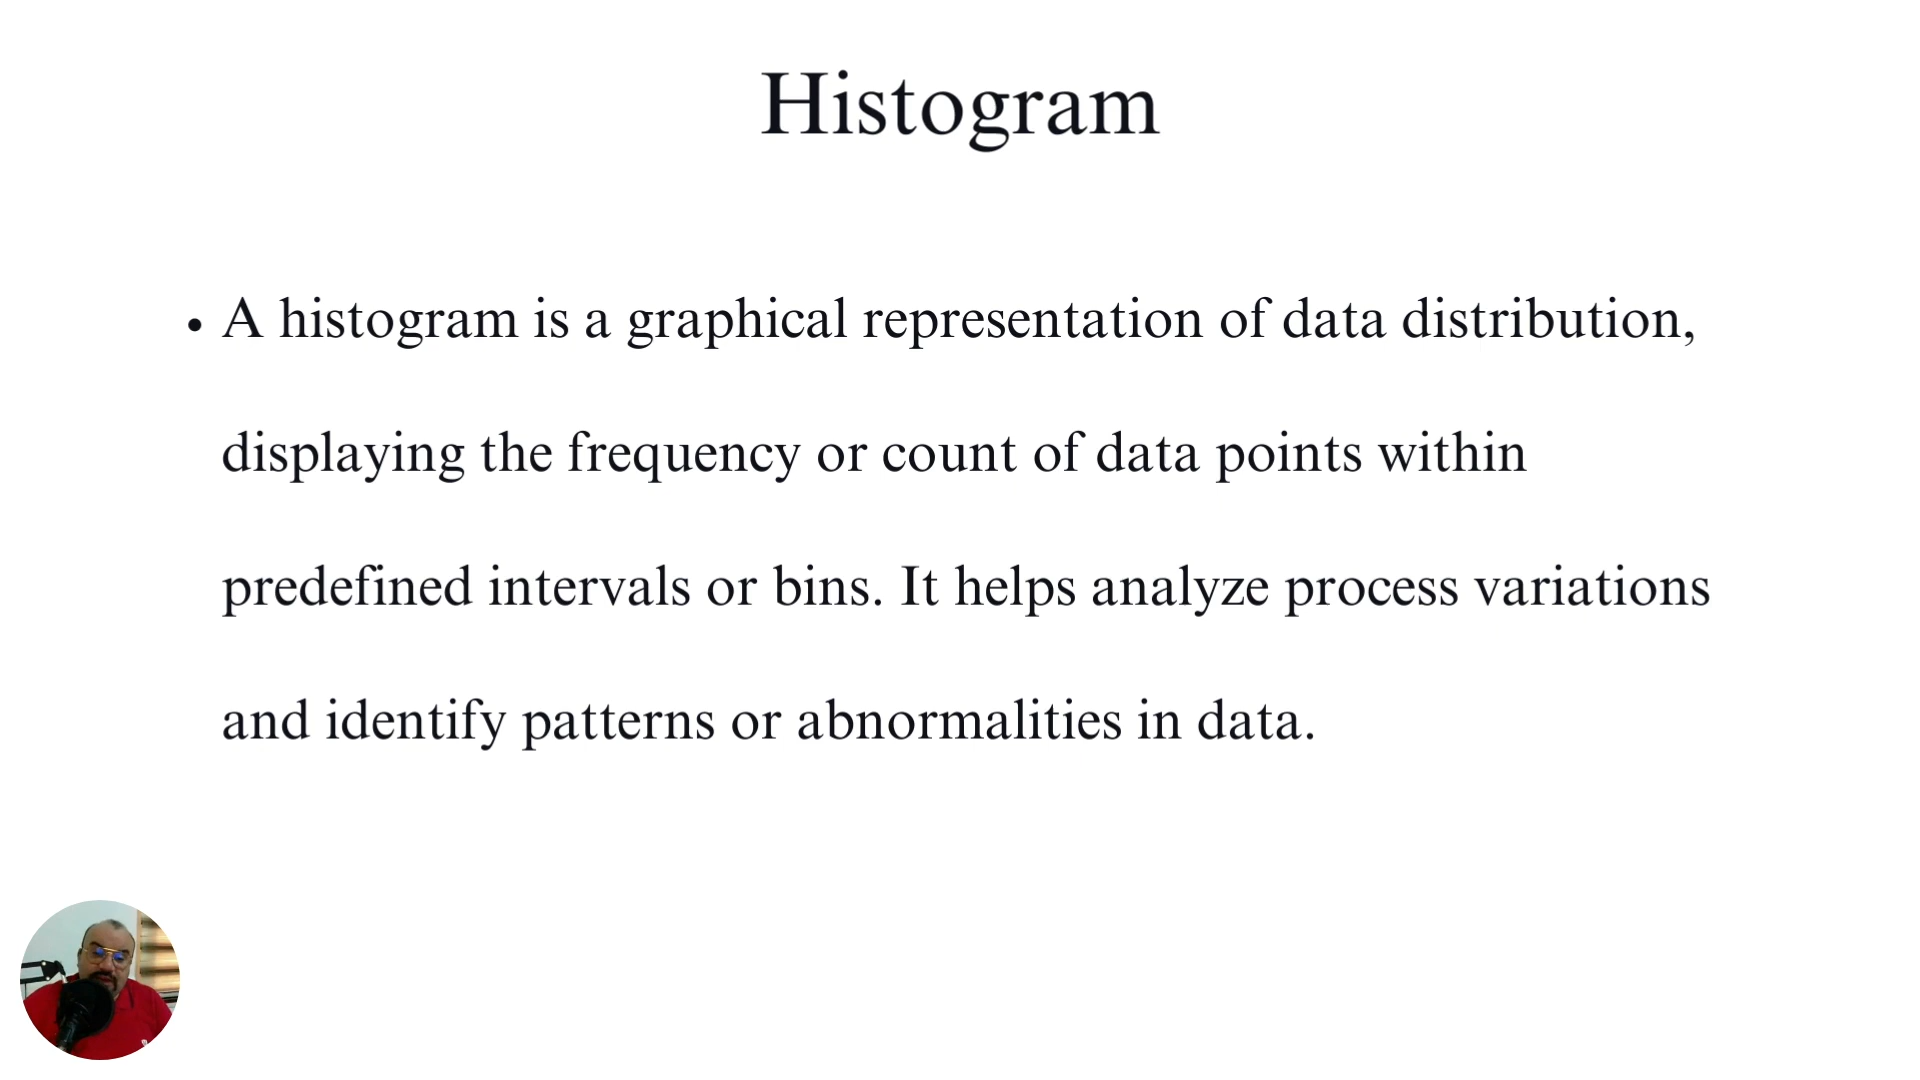 Histogram
• A histogram is a graphical representation of data distribution,
displaying the frequency or count of data points within
predefined intervals or bins. It helps analyze process variations
and identify patterns or abnormalities in data.